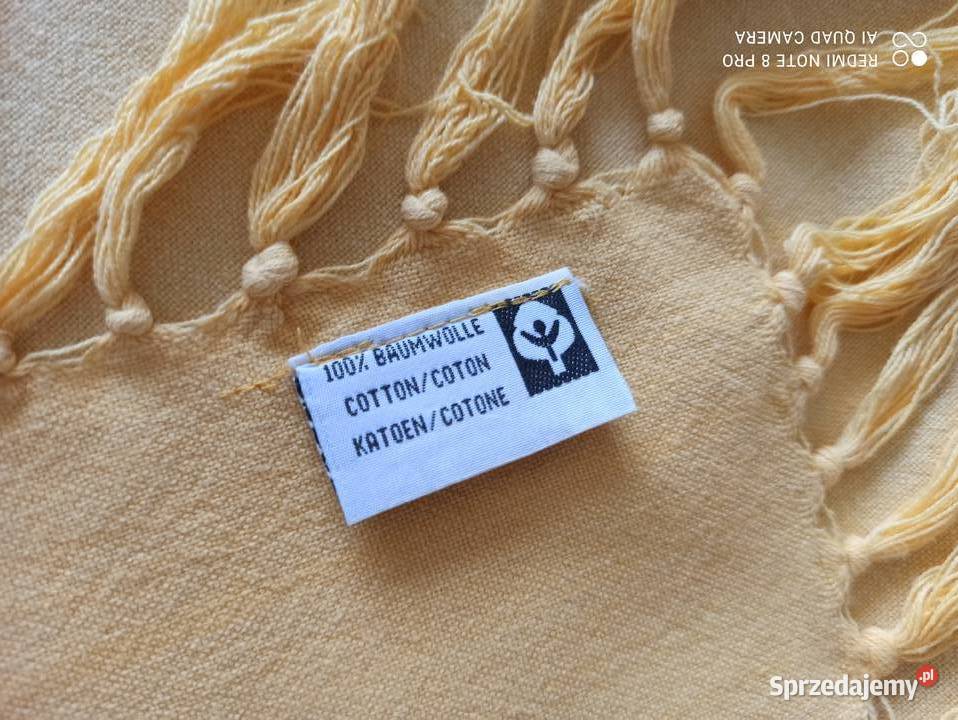 REDMI NOTE 8 PRO
AI QUAD CAMERA
100% BAUMWOLLE
COTTON/COTON
KATOEN/COTONE
Sprzedajemy.pl